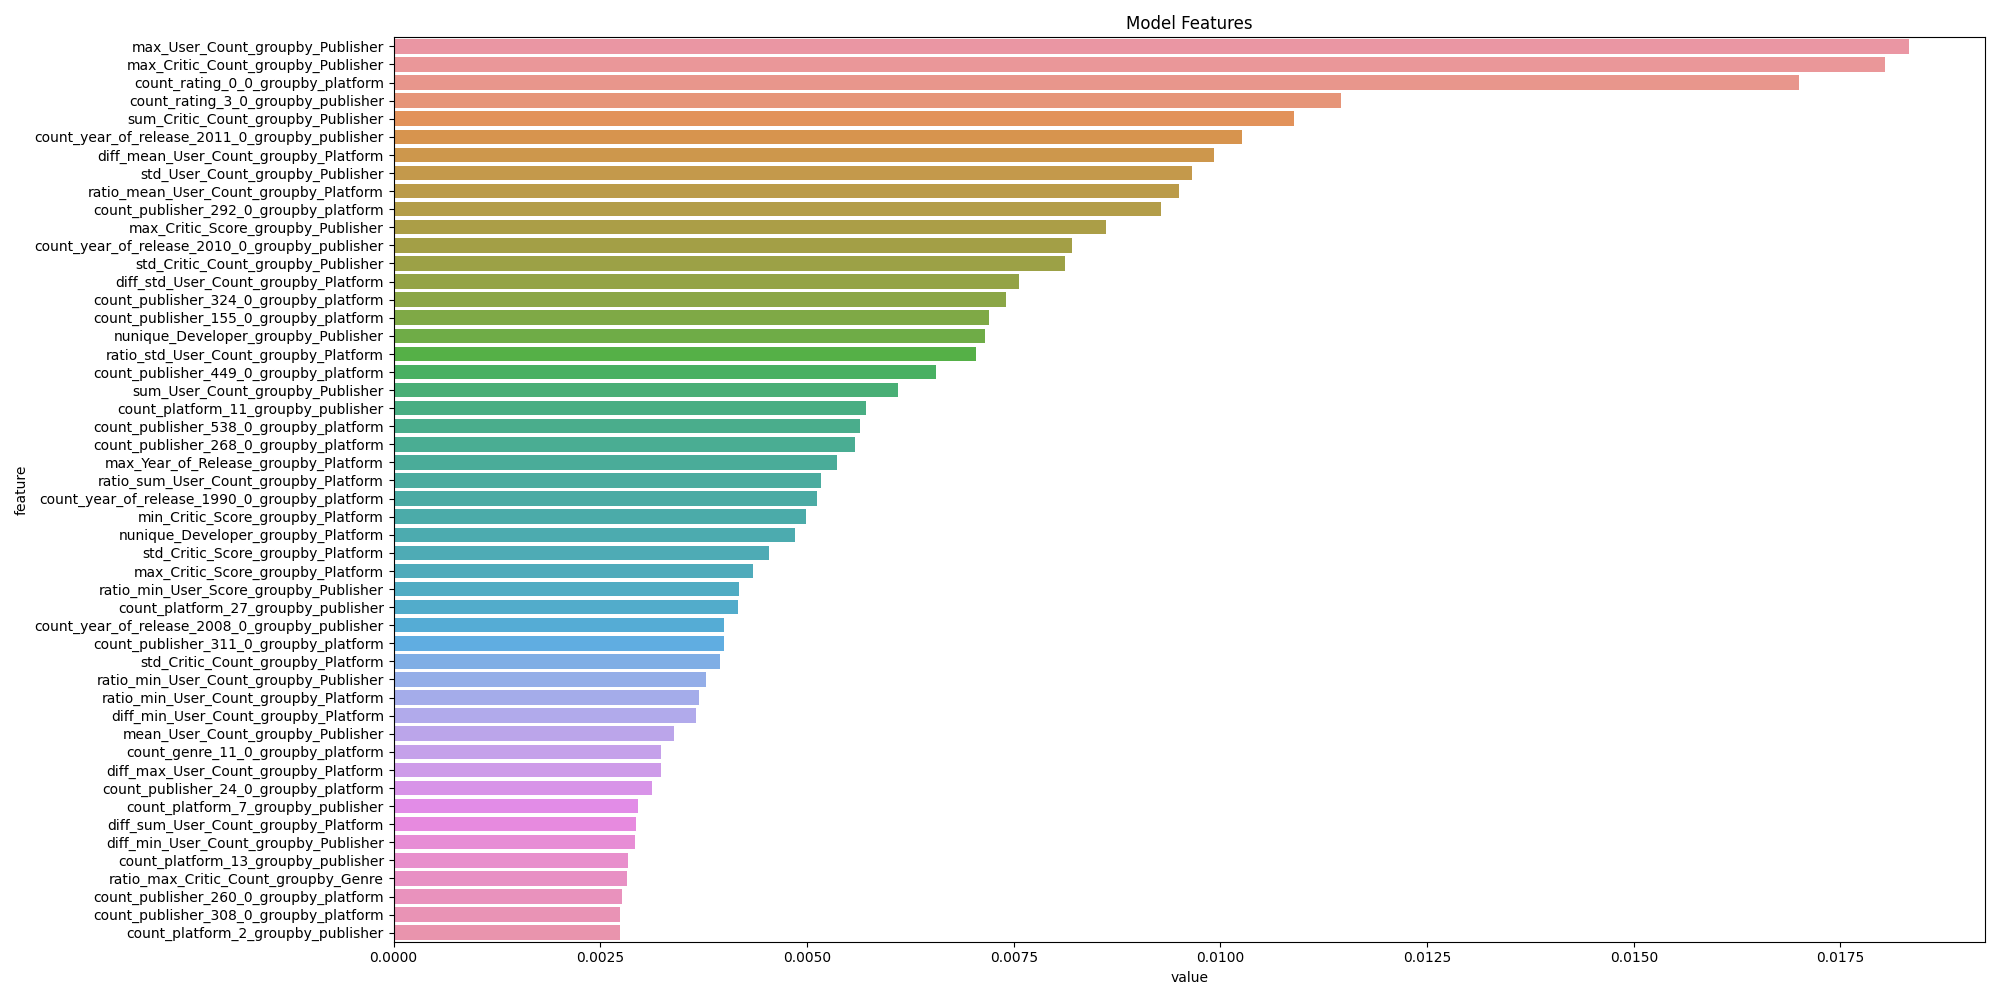 Model Features
max_User_Count_groupby_Publisher
max_Critic_Count_groupby_Publisher
count_rating_0_0_groupby_platform
count_rating_3_0_groupby_publisher
sum_Critic_Count_groupby_Publisher
count_year_of_release_2011_0_groupby_publisher
diff_mean_User_Count_groupby_Platform
std_User_Count_groupby_Publisher
ratio_mean_User_Count_groupby_Platform
count_publisher_292_0_groupby_platform
max_Critic_Score_groupby_Publisher
count_year_of_release_2010_0_groupby_publisher
std_Critic_Count_groupby_Publisher
diff_std_User_Count_groupby_Platform
count_publisher_324_0_groupby_platform
count_publisher_155_0_groupby_platform
nunique_Developer_groupby_Publisher
ratio_std_User_Count_groupby_Platform
count_publisher_449_0_groupby_platform
sum_User_Count_groupby_Publisher
count_platform_11_groupby_publisher
count_publisher_538_0_groupby_platform
count_publisher_268_0_groupby_platform
max_Year_of_Release_groupby_Platform
ratio_sum_User_Count_groupby_Platform
count_year_of_release_1990_0_groupby_platform
min_Critic_Score_groupby_Platform
nunique_Developer_groupby_Platform
std_Critic_Score_groupby_Platform
max_Critic_Score_groupby_Platform
ratio_min_User_Score_groupby_Publisher
count_platform_27_groupby_publisher
count_year_of_release_2008_0_groupby_publisher
count_publisher_311_0_groupby_platform
std_Critic_Count_groupby_Platform
ratio_min_User_Count_groupby_Publisher
ratio_min_User_Count_groupby_Platform
diff_min_User_Count_groupby_Platform
mean_User_Count_groupby_Publisher
count_genre_11_0_groupby_platform
diff_max_User_Count_groupby_Platform
count_publisher_24_0_groupby_platform
count_platform_7_groupby_publisher
diff_sum_User_Count_groupby_Platform
diff_min_User_Count_groupby_Publisher
count_platform_13_groupby_publisher
ratio_max_Critic_Count_groupby_Genre
count_publisher_260_0_groupby_platform
count_publisher_308_0_groupby_platform
count_platform_2_groupby_publisher
feature
0.0000 0.0025 0.0050 0.0075 0.0100 0.0125 0.0150 0.0175
value